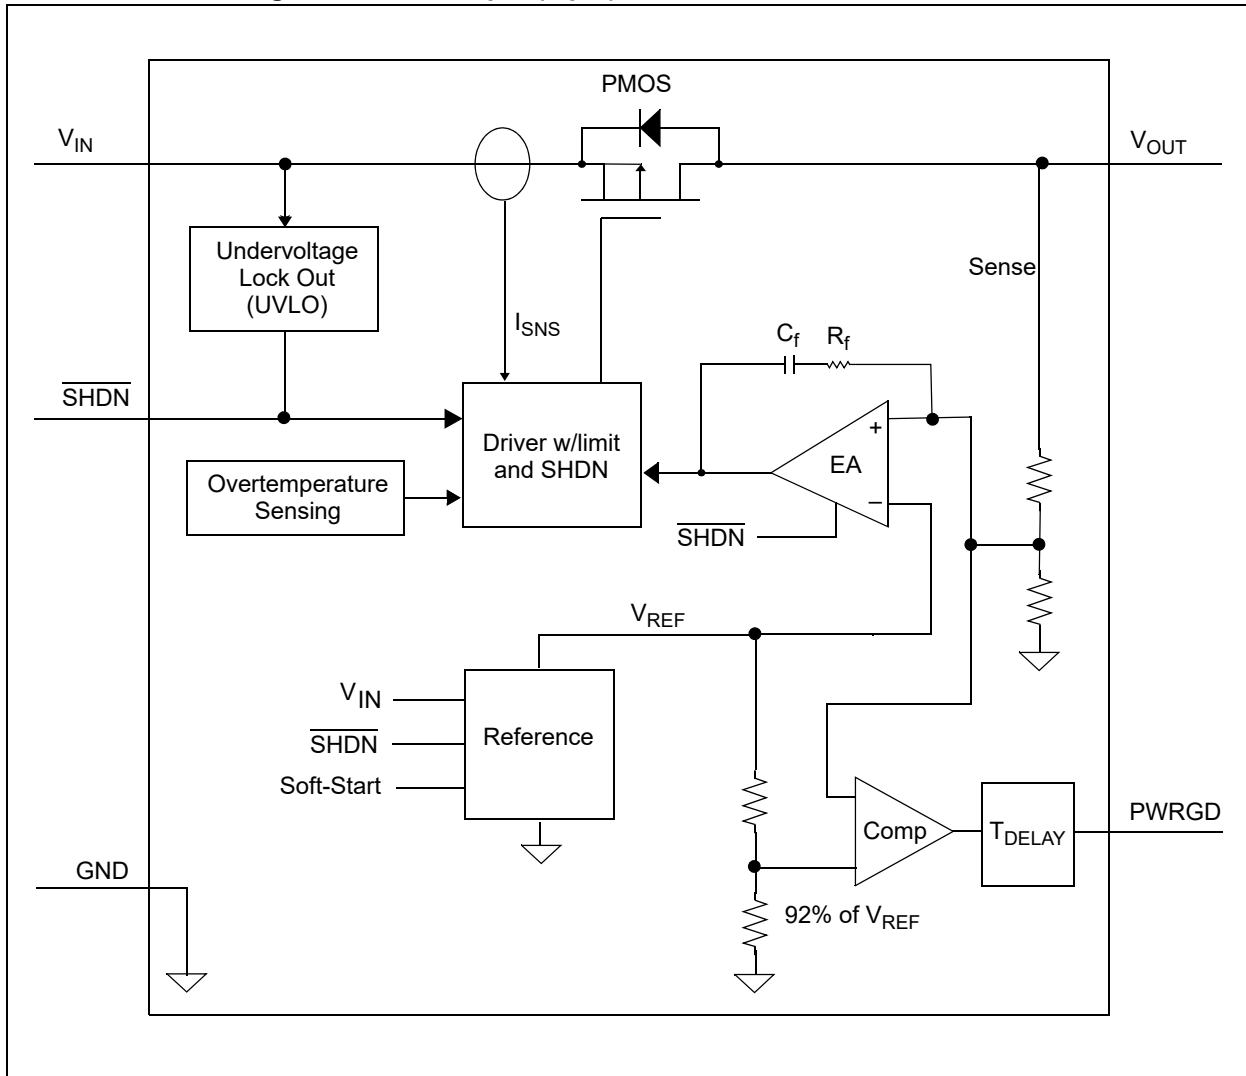 PMOS
VIN
VOUT
Undervoltage
Lock Out
(UVLO)
Sense
ISNS
Cf
Rf
SHDN
Driver w/limit
and SHDN
+
EA
−
Overtemperature
Sensing
SHDN
VREF
VIN
SHDN
Soft-Start
Reference
Comp
TDELAY
PWRGD
GND
92% of VREF